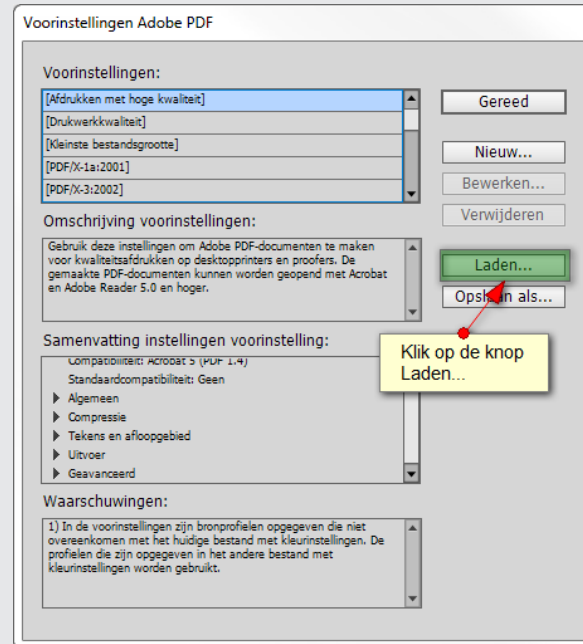 Voorinstellingen Adobe PDF
Voorinstellingen:
[Afdrukken met hoge kwaliteit]
[Drukwerkkwaliteit]
[Kleinste bestandsgrootte]
[PDF/X-1a:2001]
[PDF/X-3:2002]
Gereed
Nieuw...
Bewerken...
Verwijderen
Laden...
Opslaan als...
Omschrijving voorinstellingen:
Gebruik deze instellingen om Adobe PDF-documenten te maken
voor kwaliteitsafdrukken op desktopprinters en proofers. De
gemaakte PDF-documenten kunnen worden geopend met Acrobat
en Adobe Reader 5.0 en hoger.
Klik op de knop
Laden...
Samenvatting instellingen voorinstelling:
Compatibiliteit: Acrobat 5 (PDF 1.4)
Standaardcompatibiliteit: Geen
Algemeen
Compressie
Tekens en afloopgebied
Uitvoer
Geavanceerd
Waarschuwingen:
1) In de voorinstellingen zijn bronprofielen opgegeven die niet
overeenkomen met het huidige bestand met kleurinstellingen. De
profielen die zijn opgegeven in het andere bestand met
kleurinstellingen worden gebruikt.